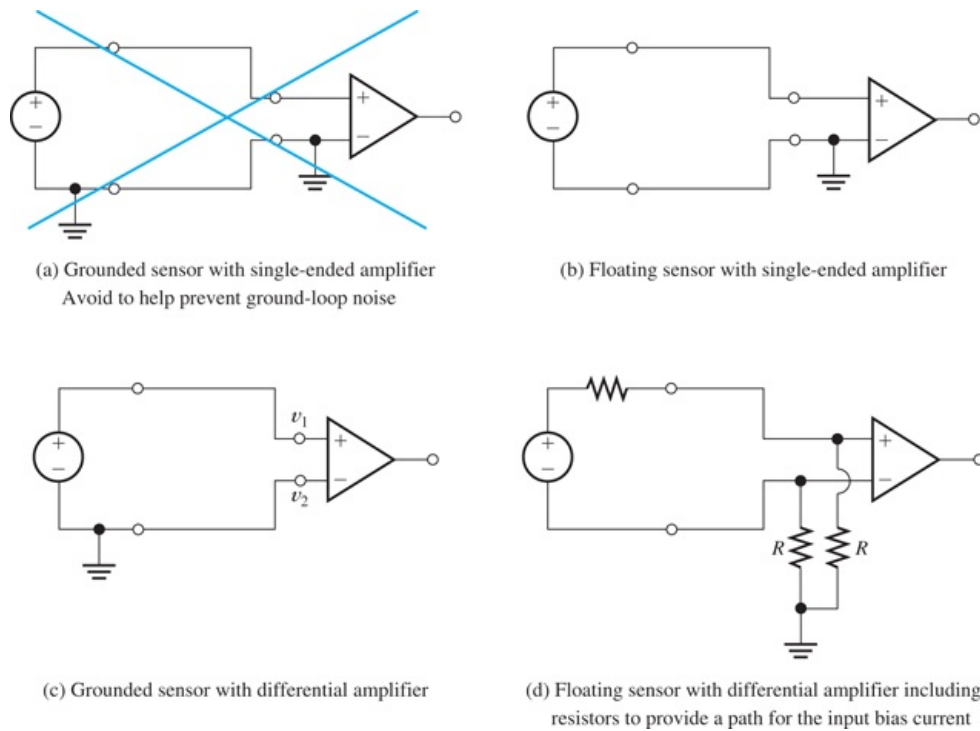 +
−
+
−
(a) Grounded sensor with single-ended amplifier
Avoid to help prevent ground-loop noise
+
−
+
−
(b) Floating sensor with single-ended amplifier
+
−
v1
+
v2
−
(c) Grounded sensor with differential amplifier
+
−
+
−
R
R
(d) Floating sensor with differential amplifier including
resistors to provide a path for the input bias current